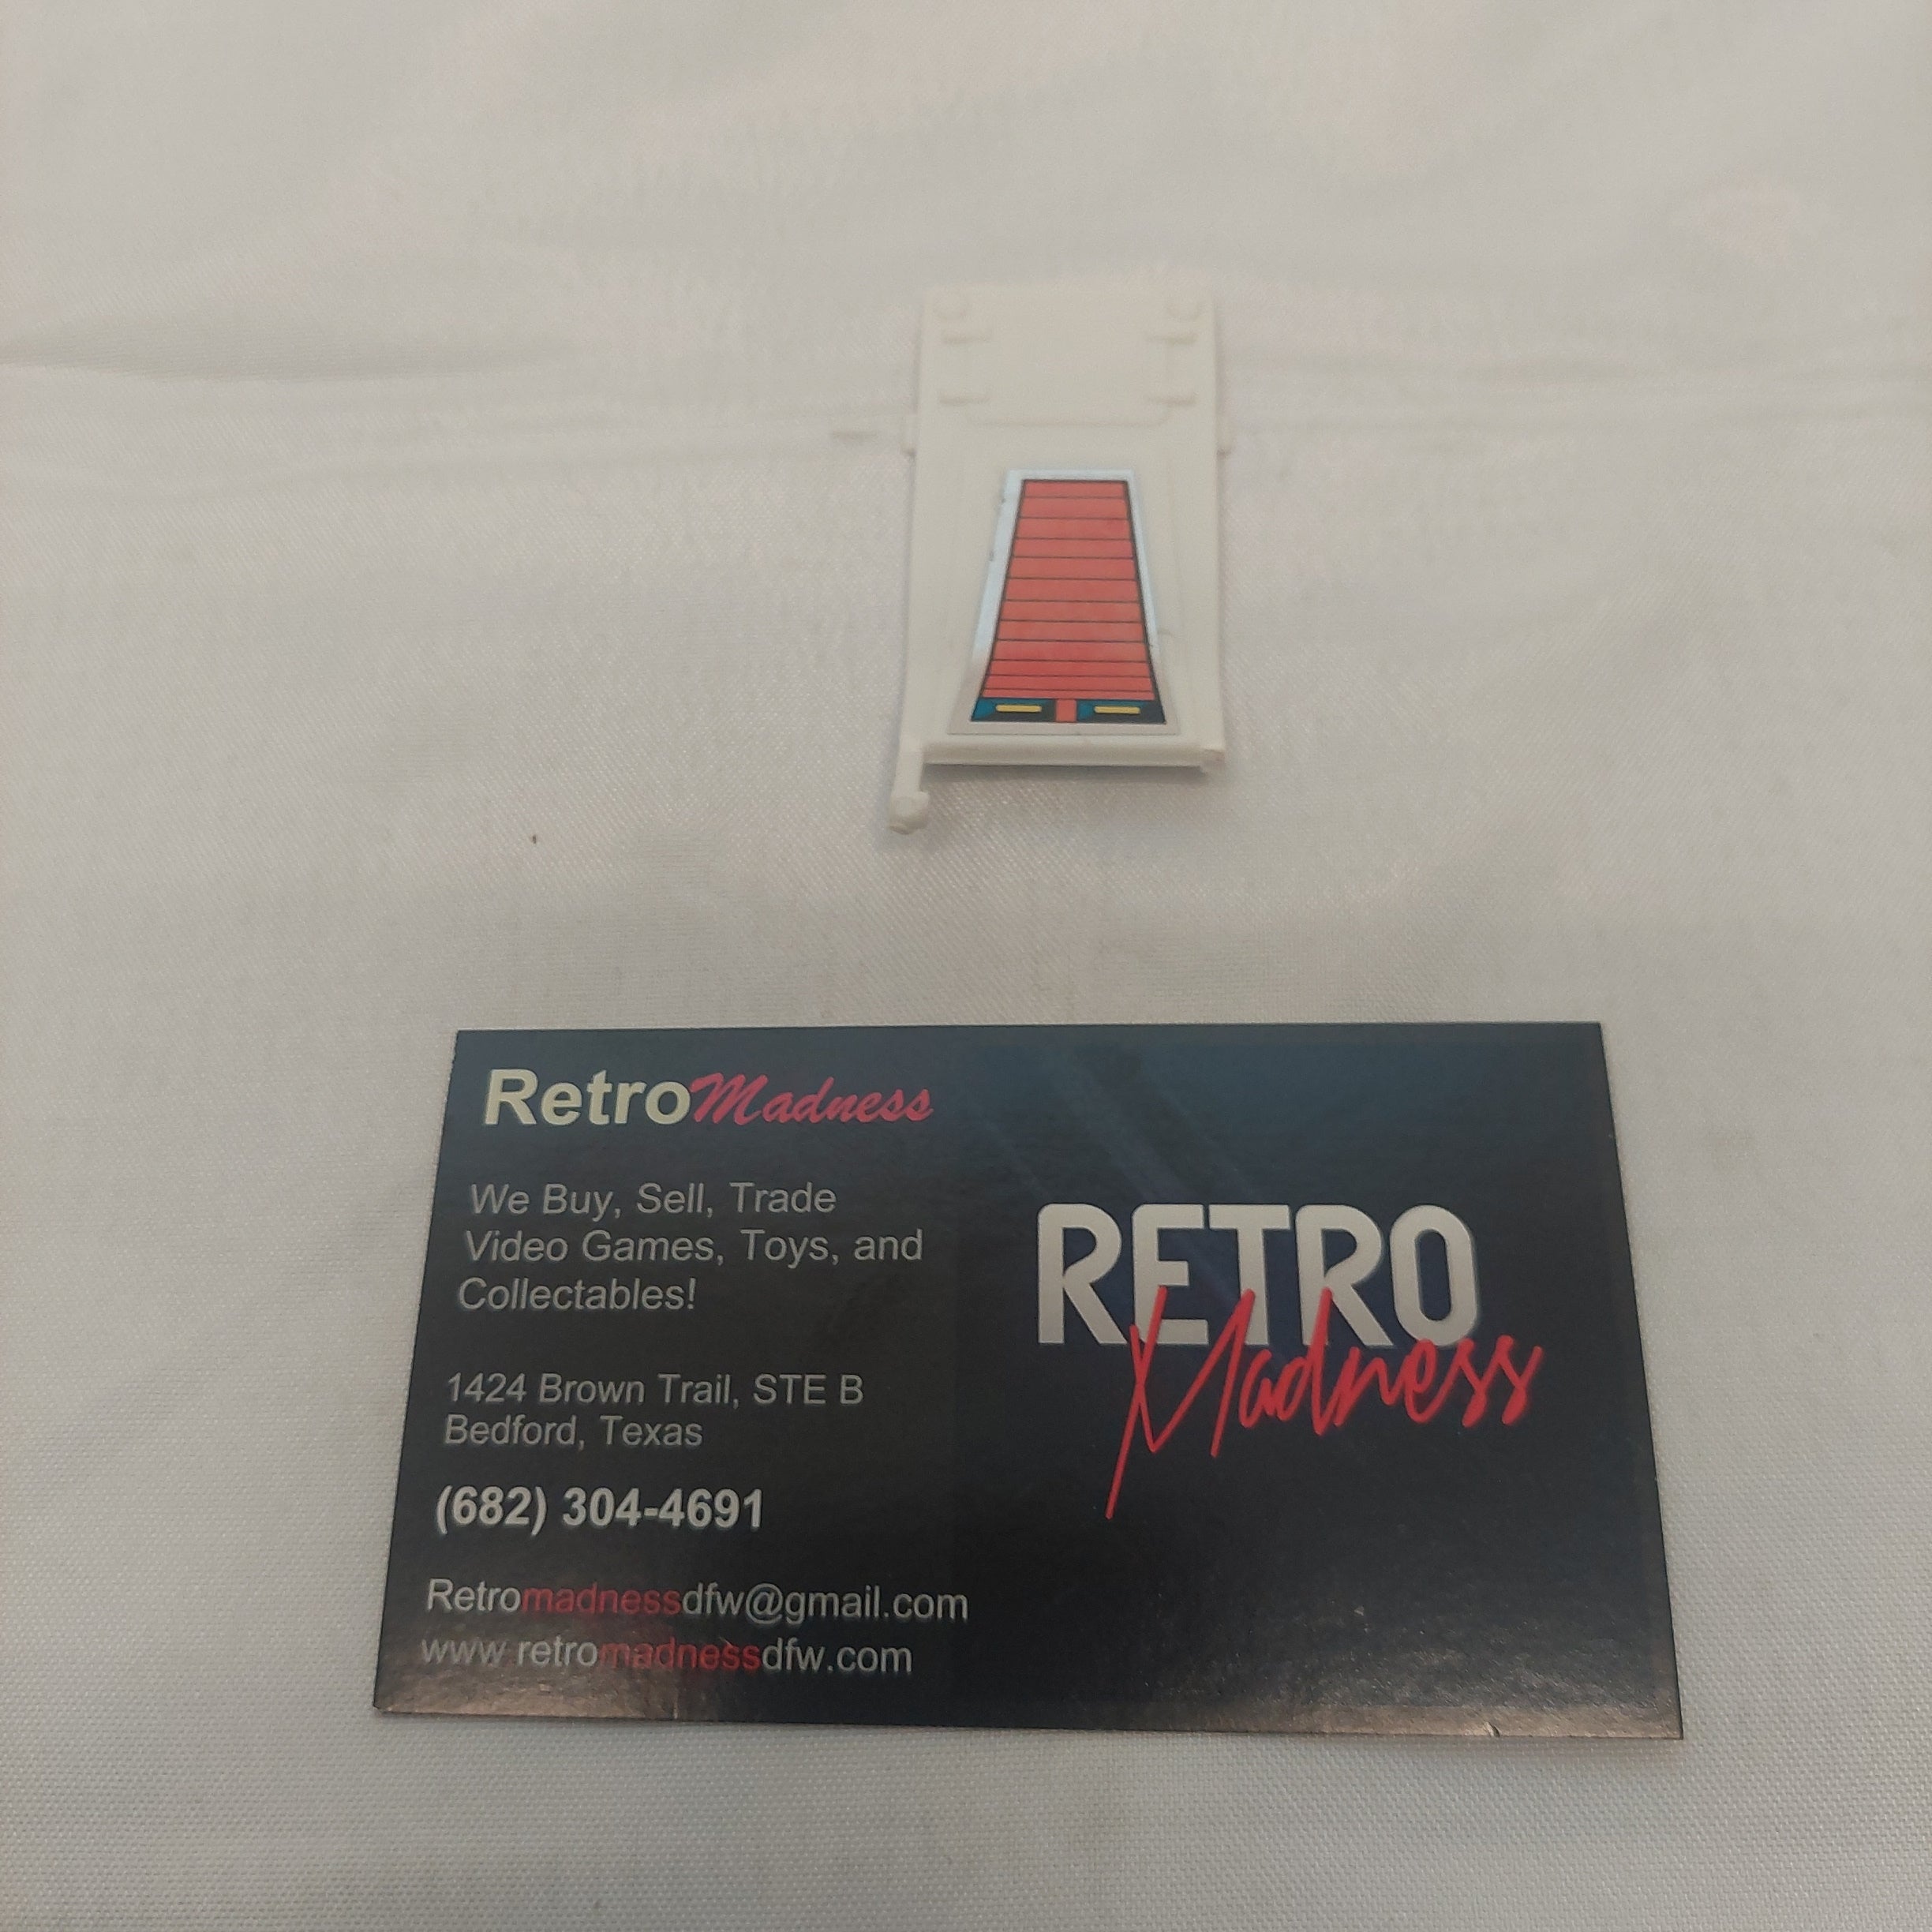 RetroMadness
We Buy, Sell, Trade
Video Games, Toys, and
Collectables!
1424 Brown Trail, STE B
Bedford, Texas
(682) 304-4691
Retromadnessdfw@gmail.com
www retromadnessdfw.com
RETRO
Madness